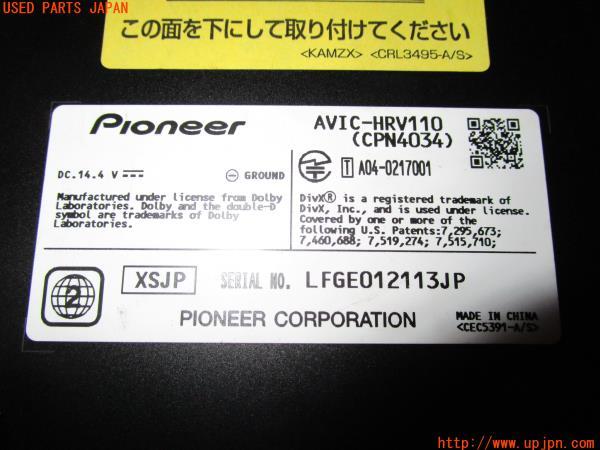 USED PARTS JAPAN
この面を下にして取り付けてください
<KAMZX> <CRL3495-A/S>
Pioneer
AVIC-HRV110
(CPN4034)
DC.14.4 V
GROUND
T A04-0217001
Manufactured under license from Dolby
Laboratories. Dolby and the double-D
symbol are trademarks of Dolby
Laboratories.
DivX® is a registered trademark of
DivX, Inc., and is used under license.
Covered by one or more of the
following U.S. Patents:7,295,673;
7,460,688; 7,519,274; 7,515,710;
2
XSJP SERIAL NO. LFGE012113JP
PIONEER CORPORATION
MADE IN CHINA
<CEC5391-A/S>
http://www.upjpn.com